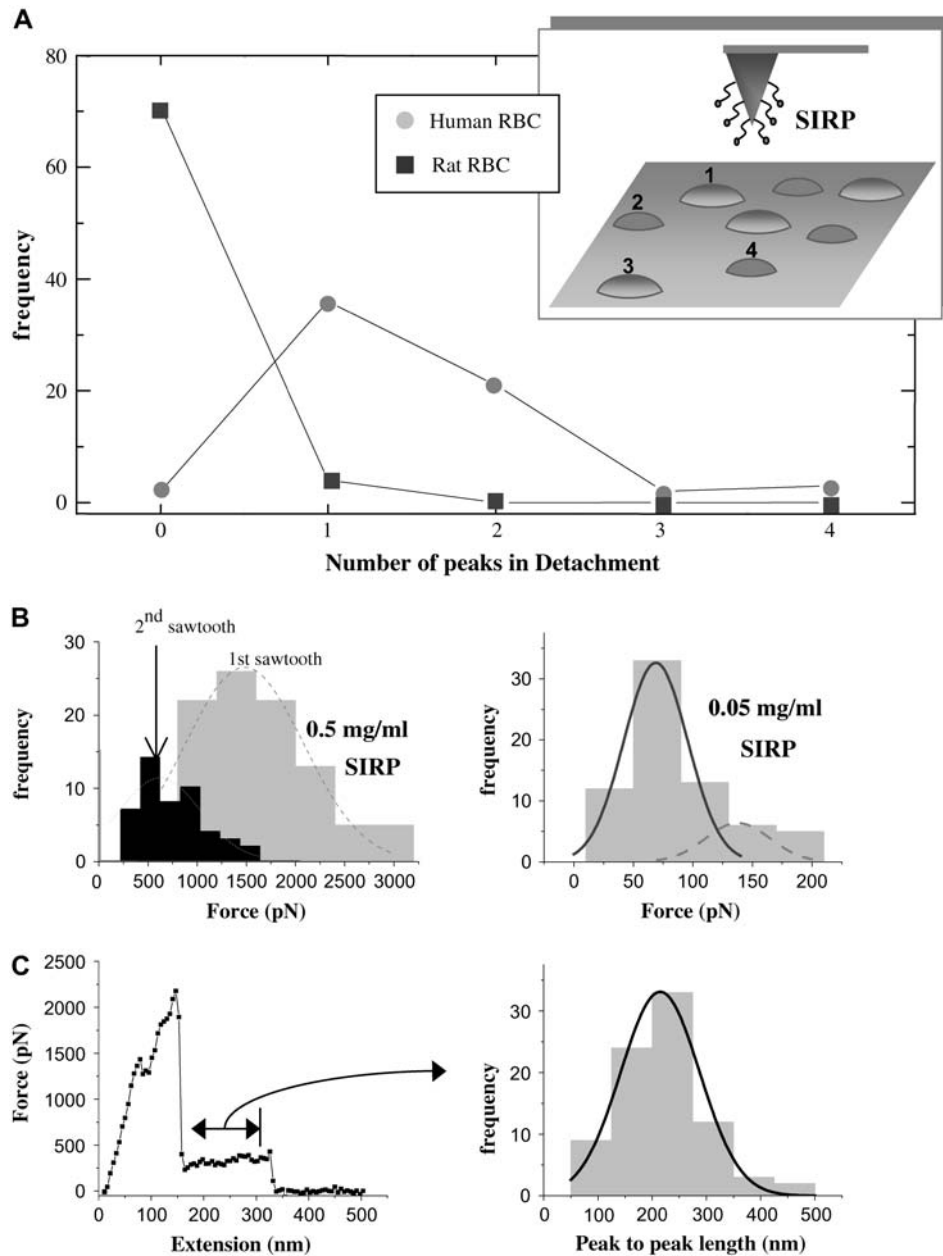 A
80
60
40
20
0
frequency
0 1 2 3 4
Number of peaks in Detachment
Human RBC
Rat RBC
SIRP
1
2
3
4
B
2nd sawtooth
1st sawtooth
0.5 mg/ml
SIRP
30
20
10
0
frequency
0 500 1000 1500 2000 2500 3000
Force (pN)
0.05 mg/ml
SIRP
30
20
10
0
frequency
0 50 100 150 200
Force (pN)
C
2500
2000
1500
1000
500
0
Force (pN)
0 100 200 300 400 500
Extension (nm)
30
20
10
0
frequency
100 200 300 400 500
Peak to peak length (nm)